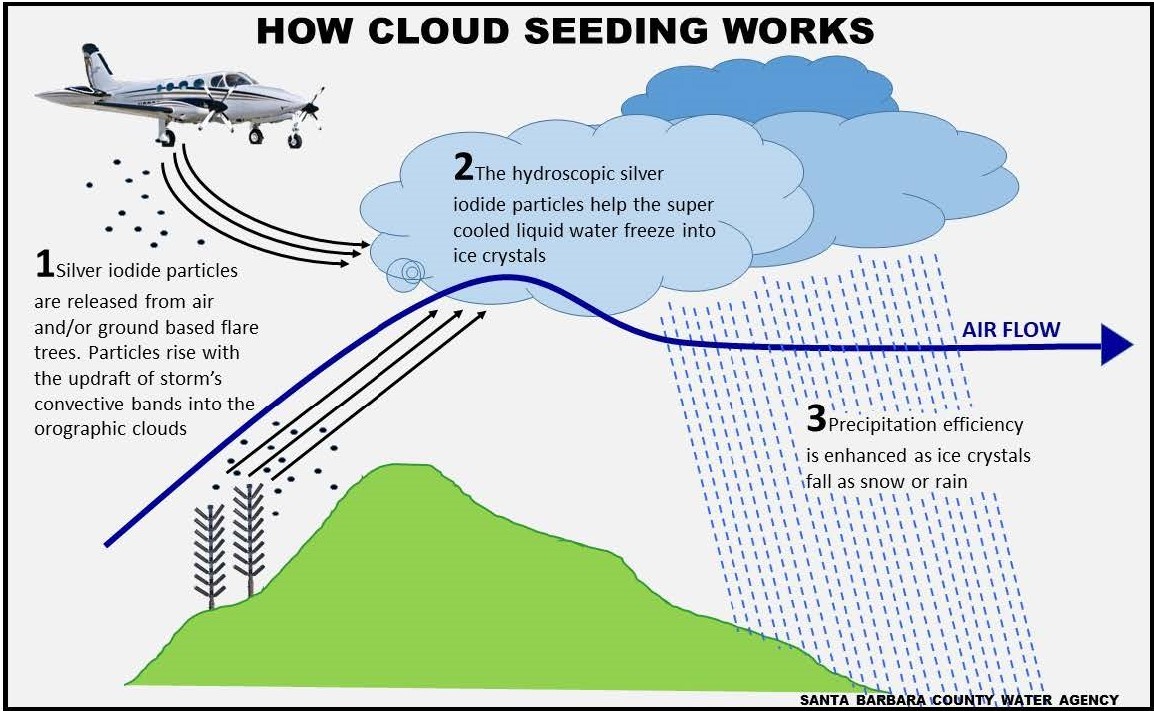 HOW CLOUD SEEDING WORKS
1Silver iodide particles
are released from air
and/or ground based flare
trees. Particles rise with
the updraft of storm's
convective bands into the
orographic clouds
2The hydroscopic silver
iodide particles help the super
cooled liquid water freeze into
ice crystals
AIR FLOW
3Precipitation efficiency
is enhanced as ice crystals
fall as snow or rain
SANTA BARBARA COUNTY WATER AGENCY